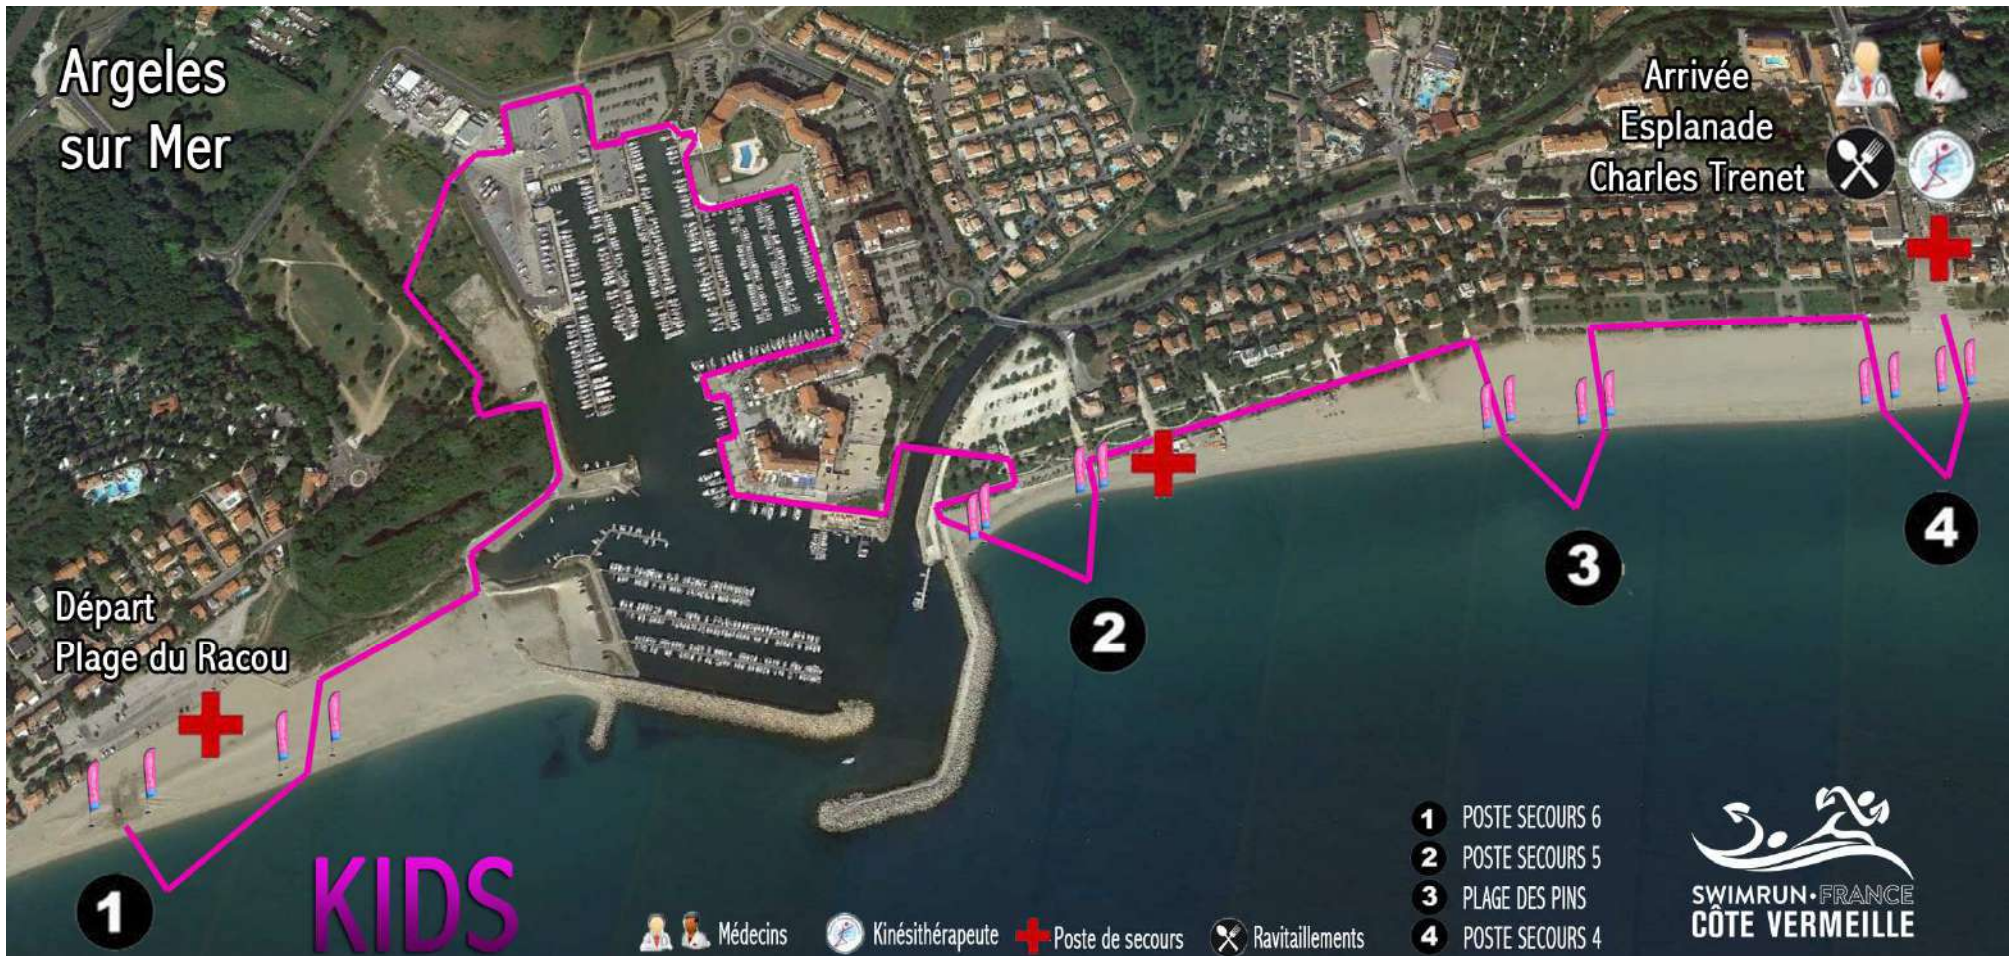 Argeles
sur Mer
Arrivée
Esplanade
Charles Trenet
Départ
Plage du Racou
1
2
3
4
KIDS
Médecins
Kinésithérapeute
Poste de secours
Ravitaillements
1 POSTE SECOURS 6
2 POSTE SECOURS 5
3 PLAGE DES PINS
4 POSTE SECOURS 4
SWIMRUN•FRANCE
CÔTE VERMEILLE